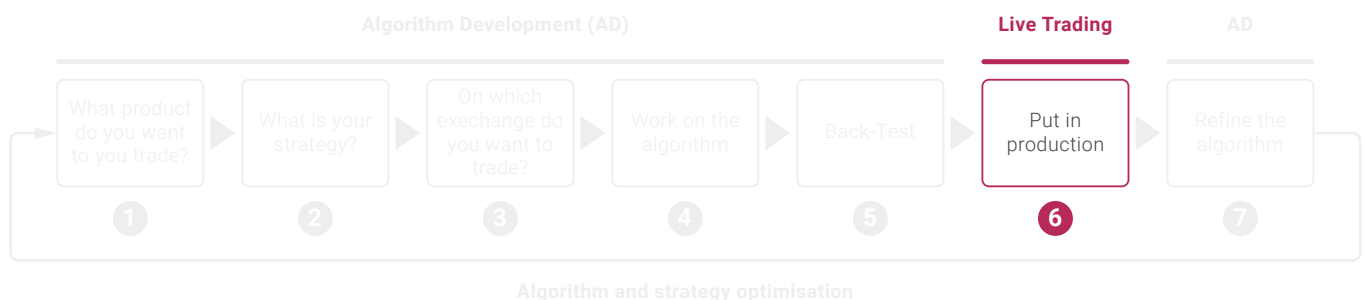 Algorithm Development (AD)
Live Trading
AD
What product
do you want
to you trade?
What is your
strategy?
On which
exechange do
you want to
trade?
Work on the
algorithm
Back-Test
Put in
production
Refine the
algorithm
1
2
3
4
5
6
7
Algorithm and strategy optimisation